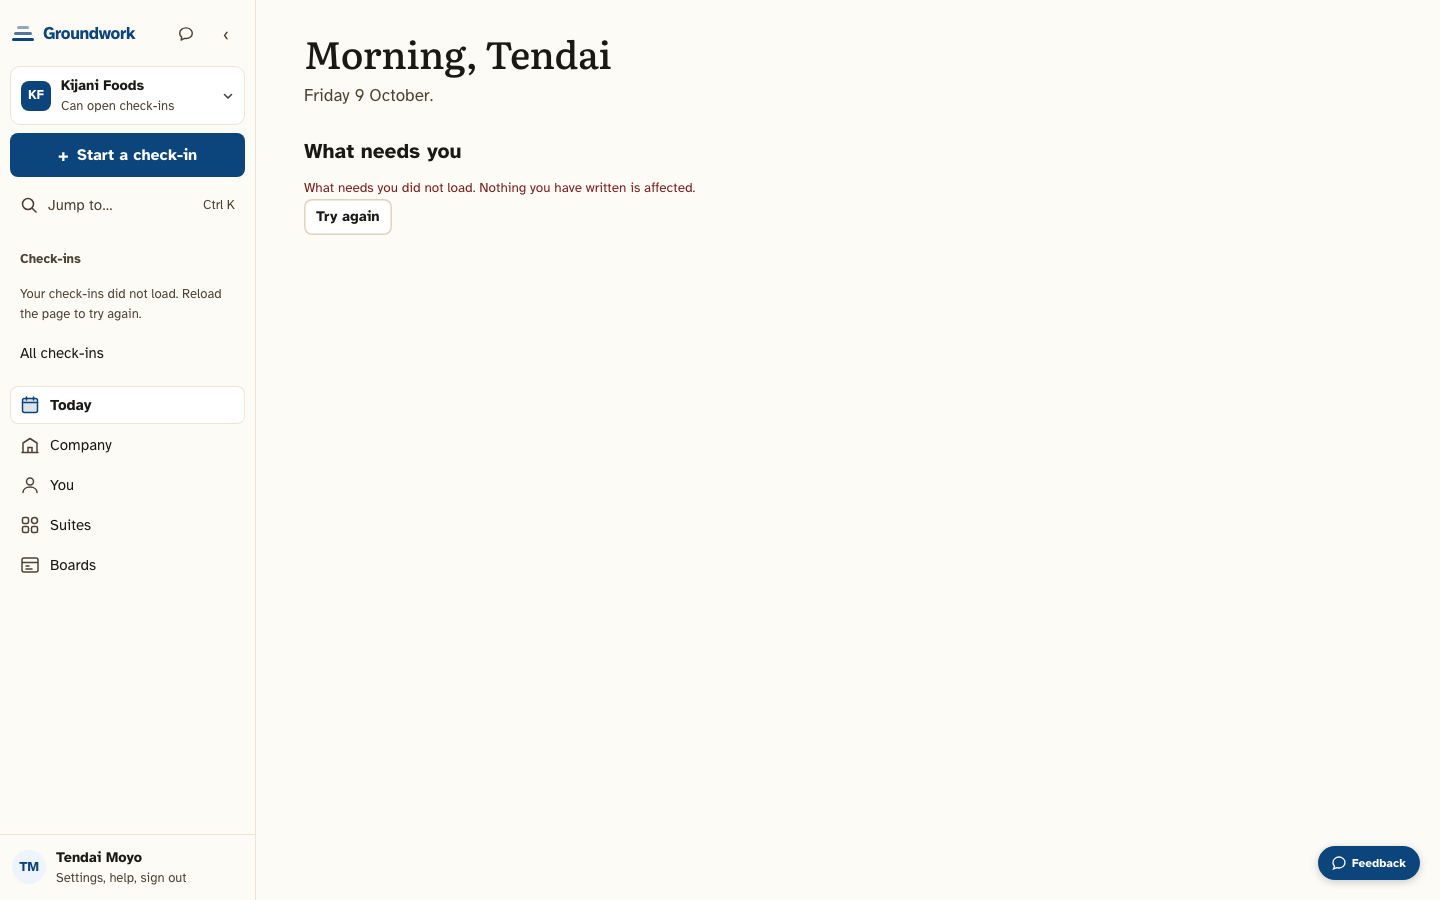 Groundwork
KF
Kijani Foods
Can open check-ins
+ Start a check-in
Jump to... Ctrl K
Check-ins
Your check-ins did not load. Reload
the page to try again.
All check-ins
Today
Company
You
Suites
Boards
TM
Tendai Moyo
Settings, help, sign out
Morning, Tendai
Friday 9 October.
What needs you
What needs you did not load. Nothing you have written is affected.
Try again
Feedback